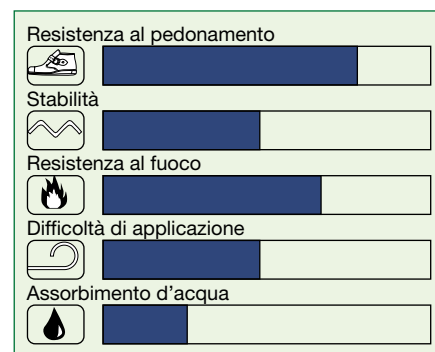 Resistenza al pedonamento
Stabilità
Resistenza al fuoco
Difficoltà di applicazione
Assorbimento d'acqua